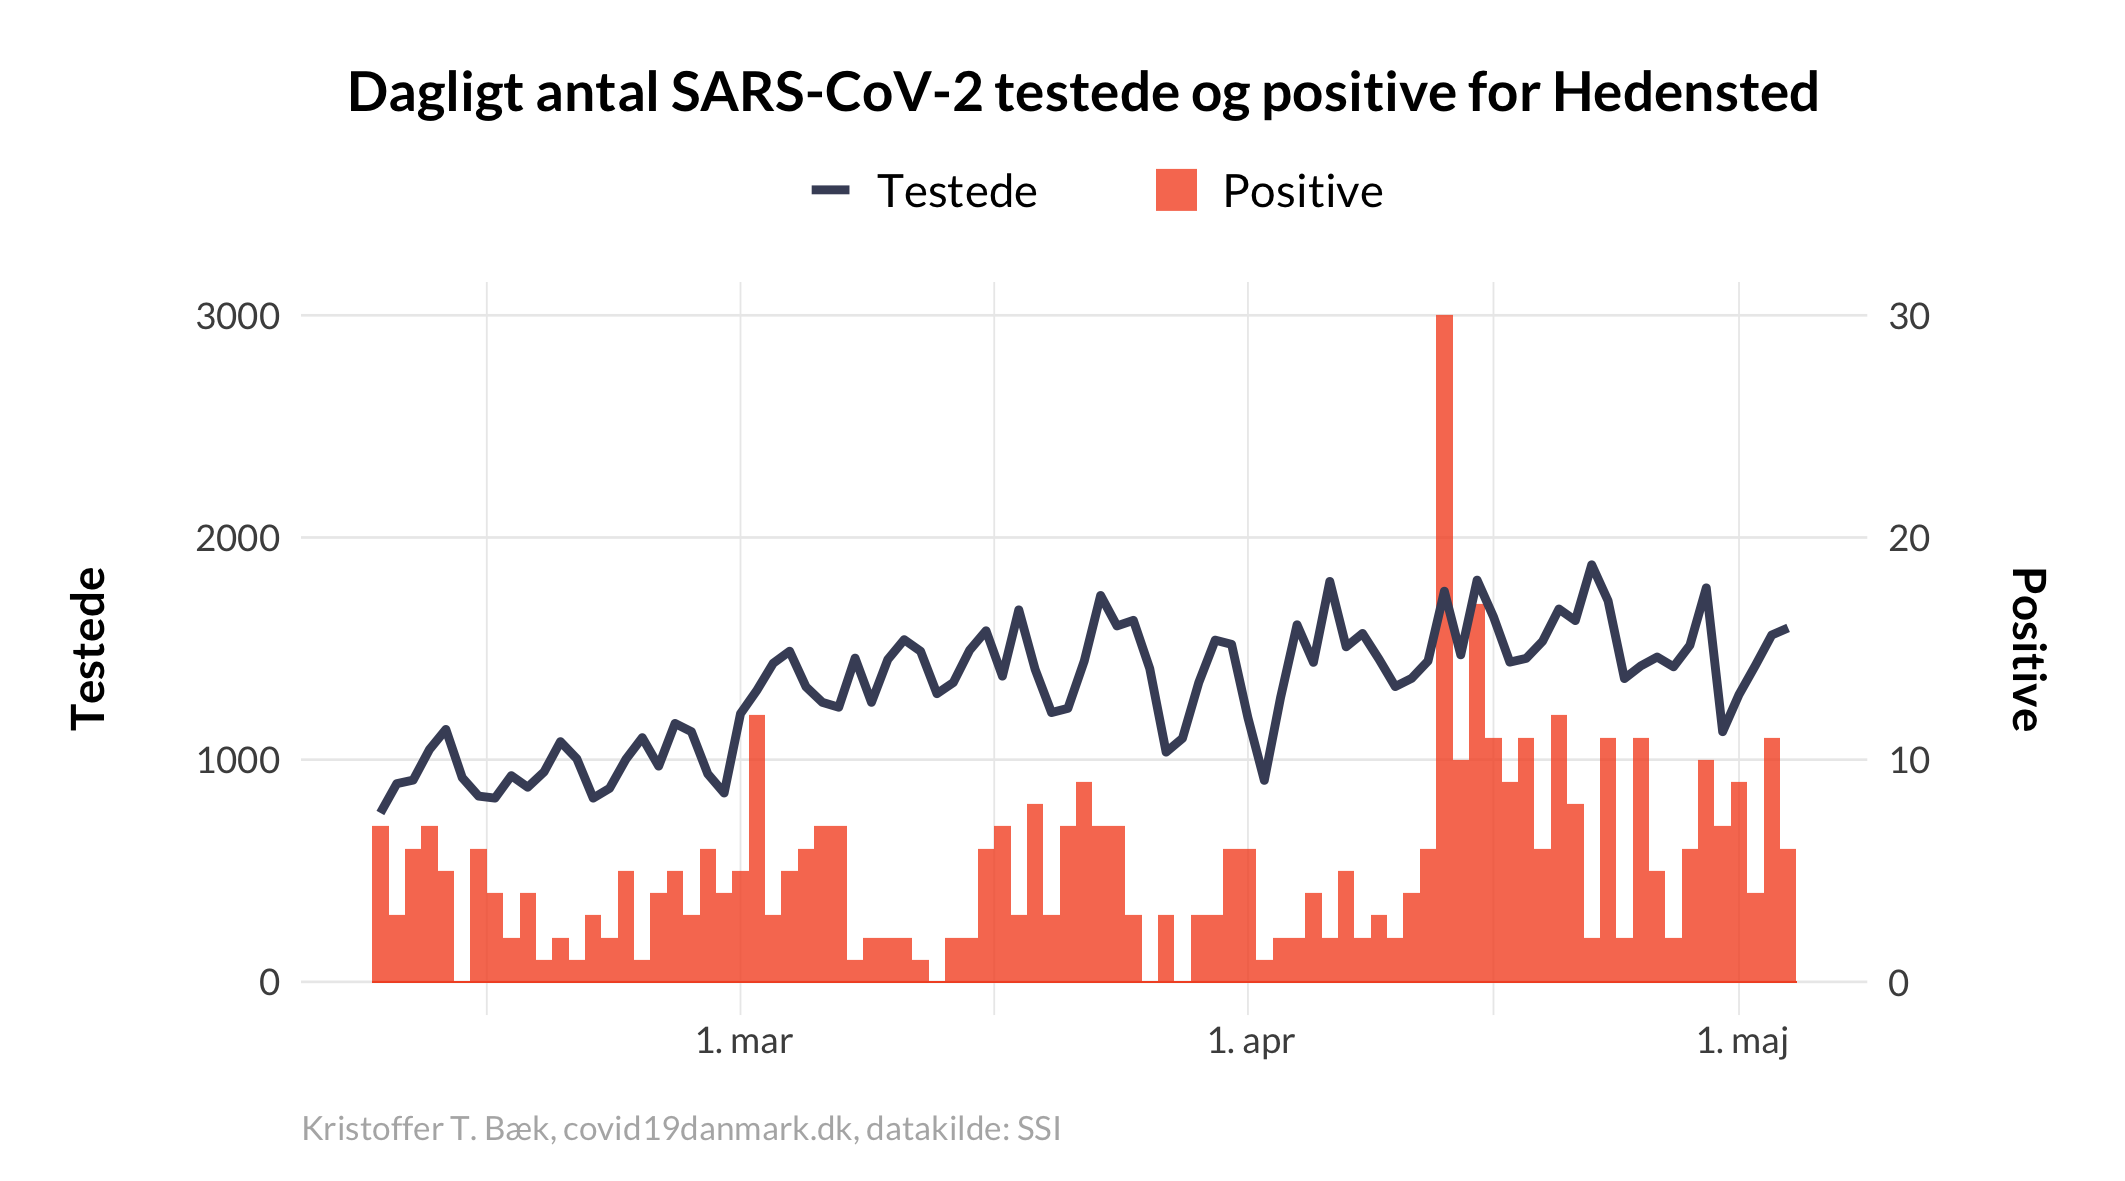 Dagligt antal SARS-CoV-2 testede og positive for Hedensted
Testede
Positive
3000
2000
1000
0
30
20
10
0
Testede
Positive
1. mar
1. apr
1. maj
Kristoffer T. Bæk, covid19danmark.dk, datakilde: SSI